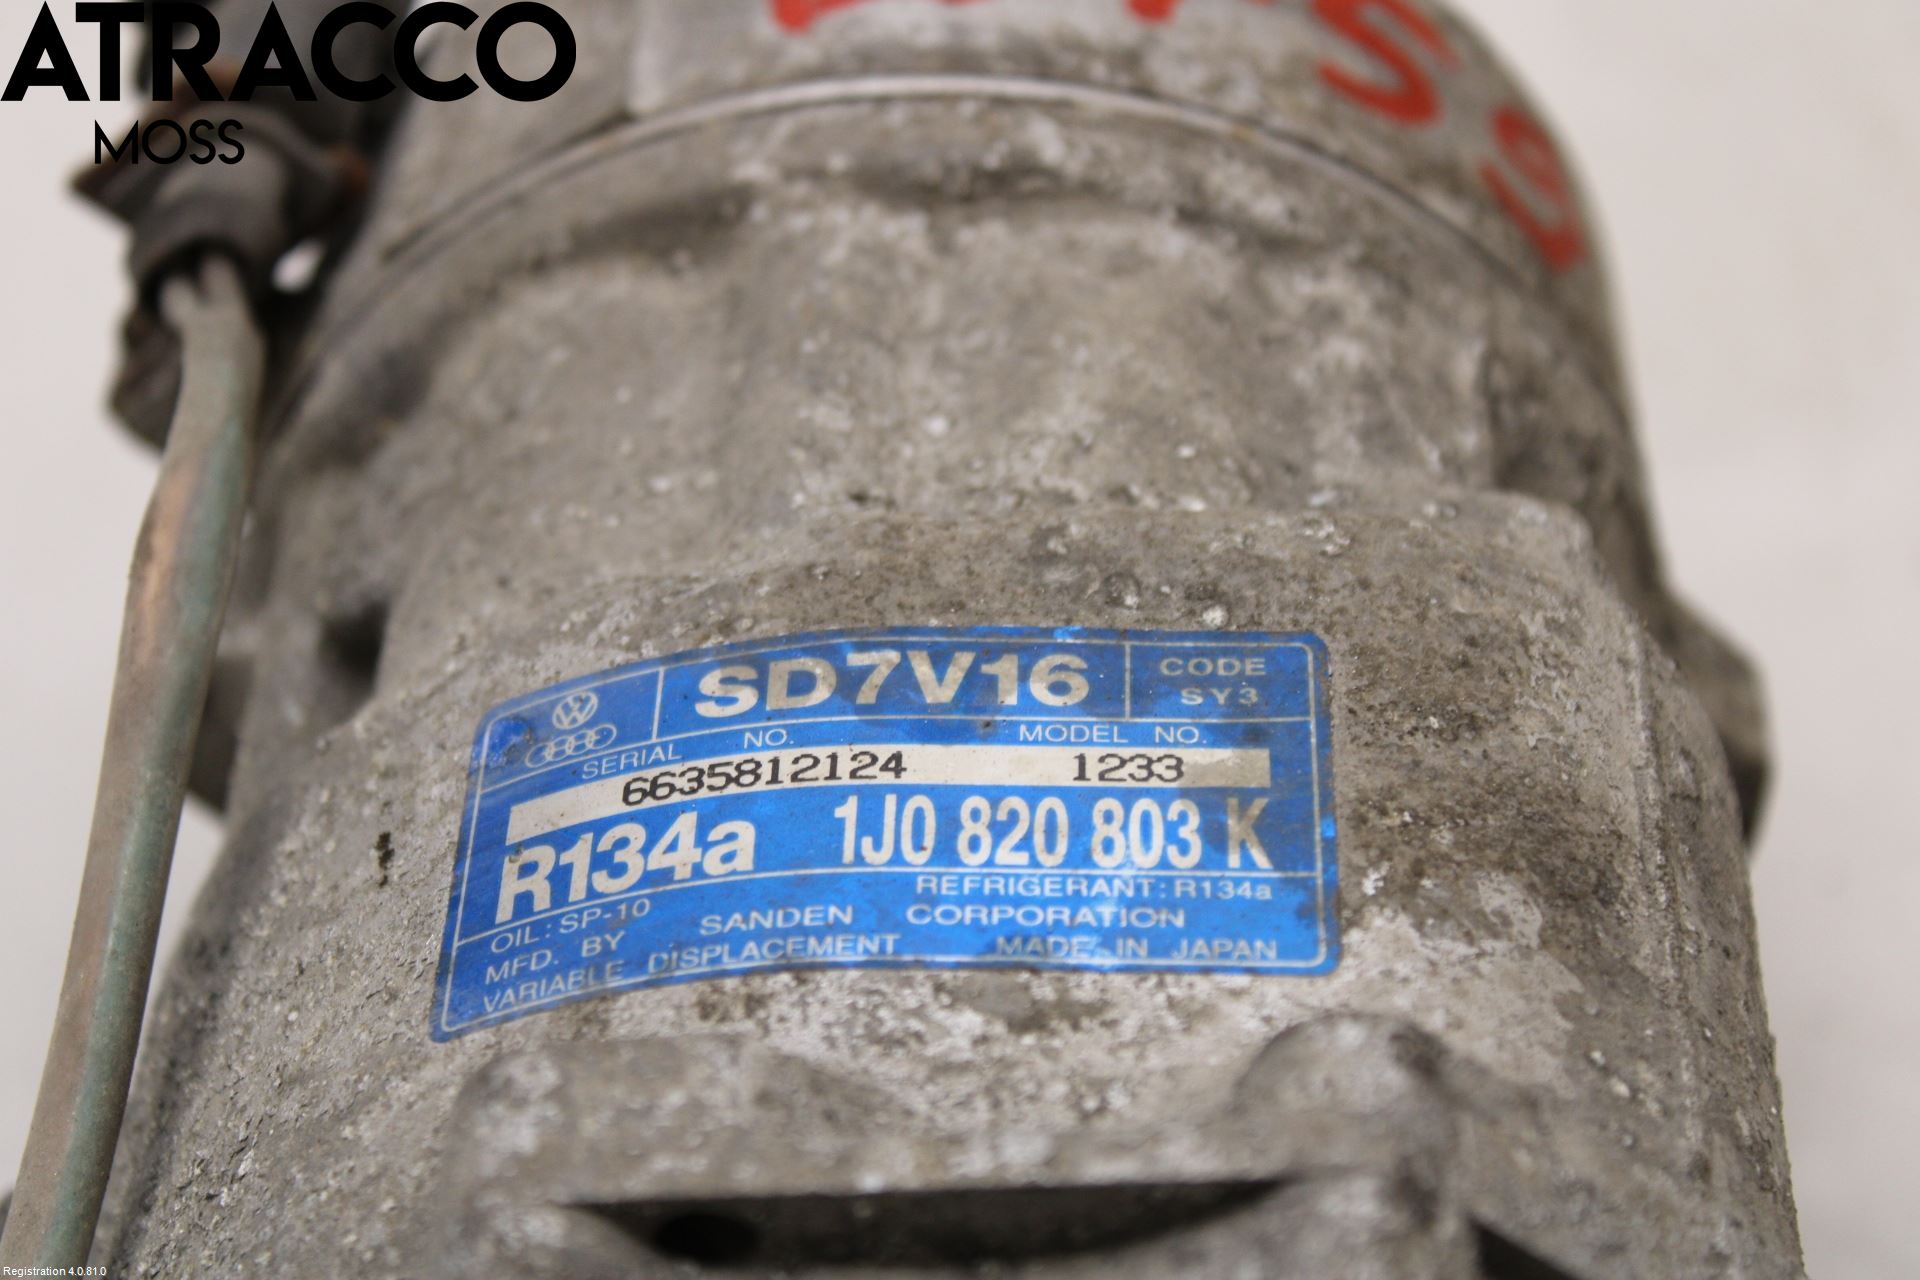 ATRACCO
MOSS
SD7V16
CODE
SY3
SERIAL NO.
MODEL NO.
6635812124 1233
R134a 1J0 820 803 K
REFRIGERANT: R134a
OIL: SP-10
MFD. BY SANDEN CORPORATION
VARIABLE DISPLACEMENT MADE IN JAPAN
Registration 4.0.81.0